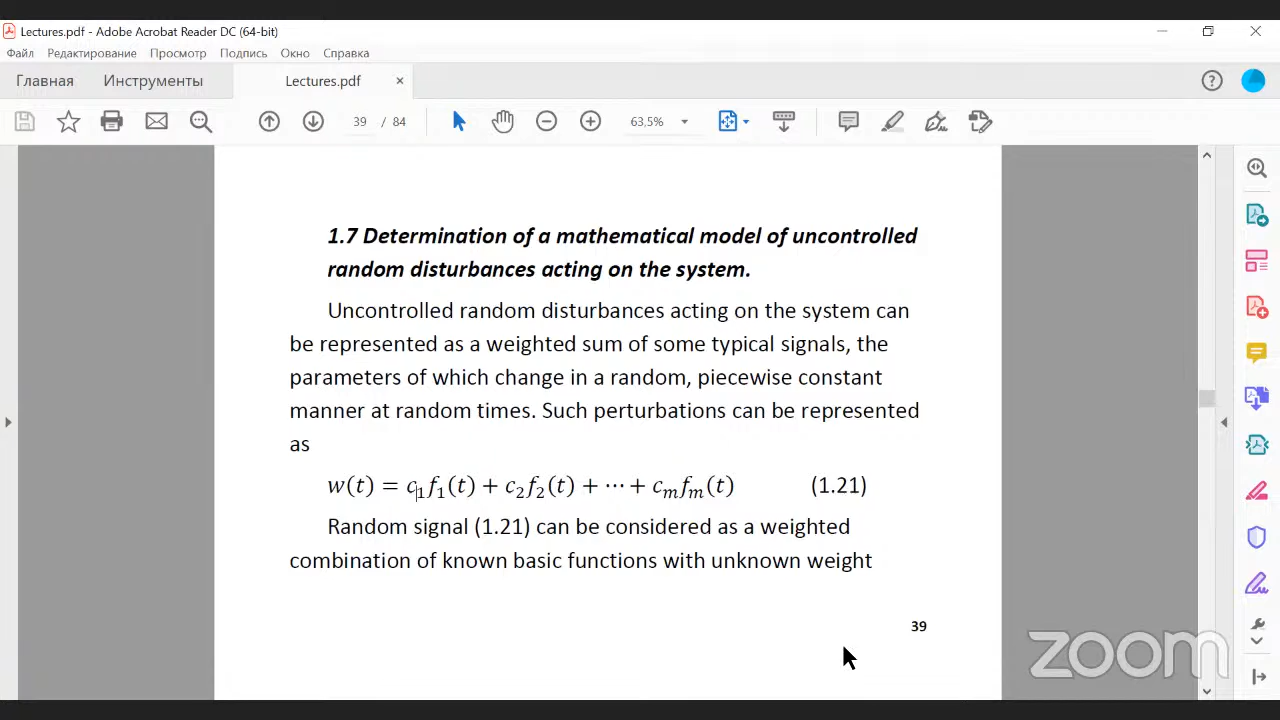 Lectures.pdf - Adobe Acrobat Reader DC (64-bit)
Файл Редактирование Просмотр Подпись Окно Справка
Главная Инструменты Lectures.pdf ×
39 / 84 63,5%
1.7 Determination of a mathematical model of uncontrolled
random disturbances acting on the system.
Uncontrolled random disturbances acting on the system can
be represented as a weighted sum of some typical signals, the
parameters of which change in a random, piecewise constant
manner at random times. Such perturbations can be represented
as
w(t) = c₁f₁(t) + c₂f₂(t) + ⋯ + cₘfₘ(t) (1.21)
Random signal (1.21) can be considered as a weighted
combination of known basic functions with unknown weight
39
zoom